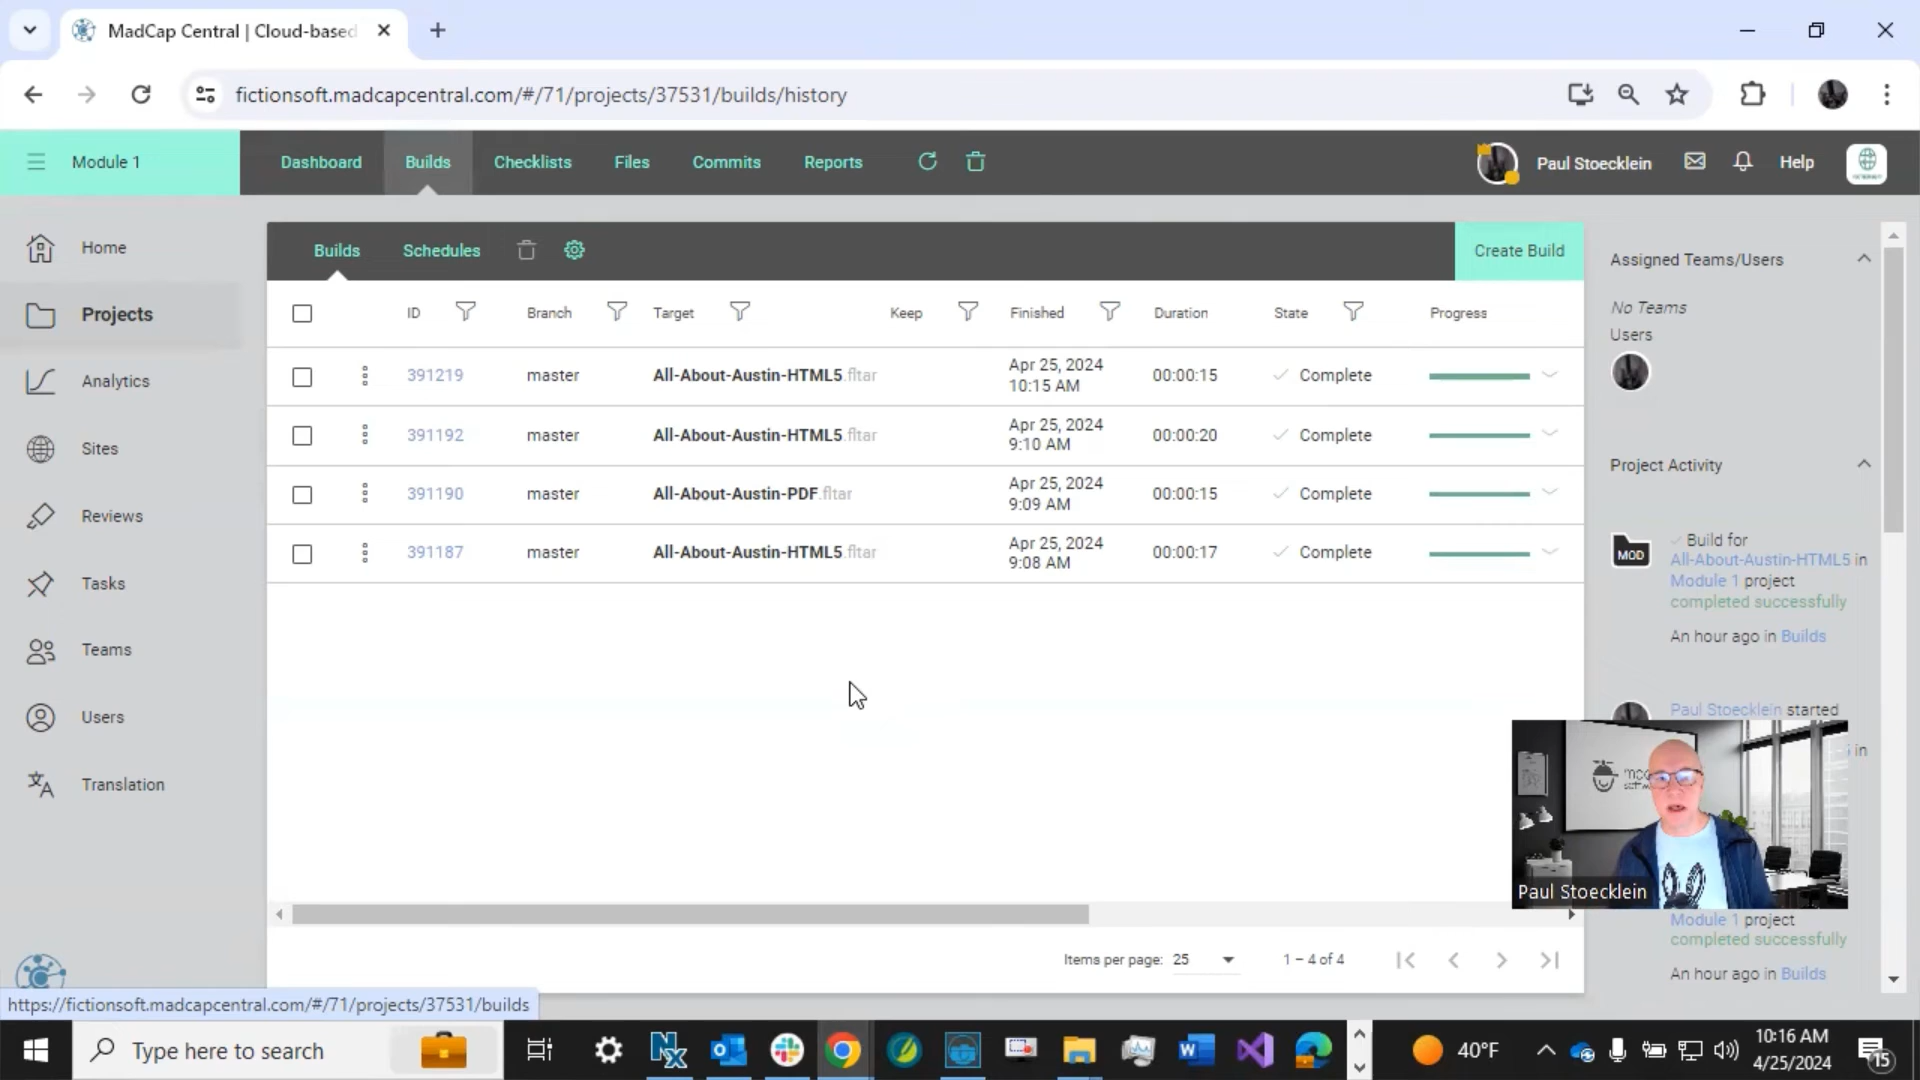 MadCap Central | Cloud-based
fictionsoft.madcapcentral.com/#/71/projects/37531/builds/history
Module 1
Dashboard
Builds
Checklists
Files
Commits
Reports
Paul Stoecklein
Help
Home
Projects
Analytics
Sites
Reviews
Tasks
Teams
Users
Translation
Builds
Schedules
Create Build
ID
Branch
Target
Keep
Finished
Duration
State
Progress
391219
master
All-About-Austin-HTML5.fltar
Apr 25, 2024
10:15 AM
00:00:15
Complete
391192
master
All-About-Austin-HTML5.fltar
Apr 25, 2024
9:10 AM
00:00:20
Complete
391190
master
All-About-Austin-PDF.fltar
Apr 25, 2024
9:09 AM
00:00:15
Complete
391187
master
All-About-Austin-HTML5.fltar
Apr 25, 2024
9:08 AM
00:00:17
Complete
Items per page: 25
1 – 4 of 4
Assigned Teams/Users
No Teams
Users
Project Activity
MOD
Build for
All-About-Austin-HTML5 in
Module 1 project
completed successfully
An hour ago in Builds
Paul Stoecklein started
in
Paul Stoecklein
Module 1 project
completed successfully
An hour ago in Builds
https://fictionsoft.madcapcentral.com/#/71/projects/37531/builds
Type here to search
40°F
10:16 AM
4/25/2024
15